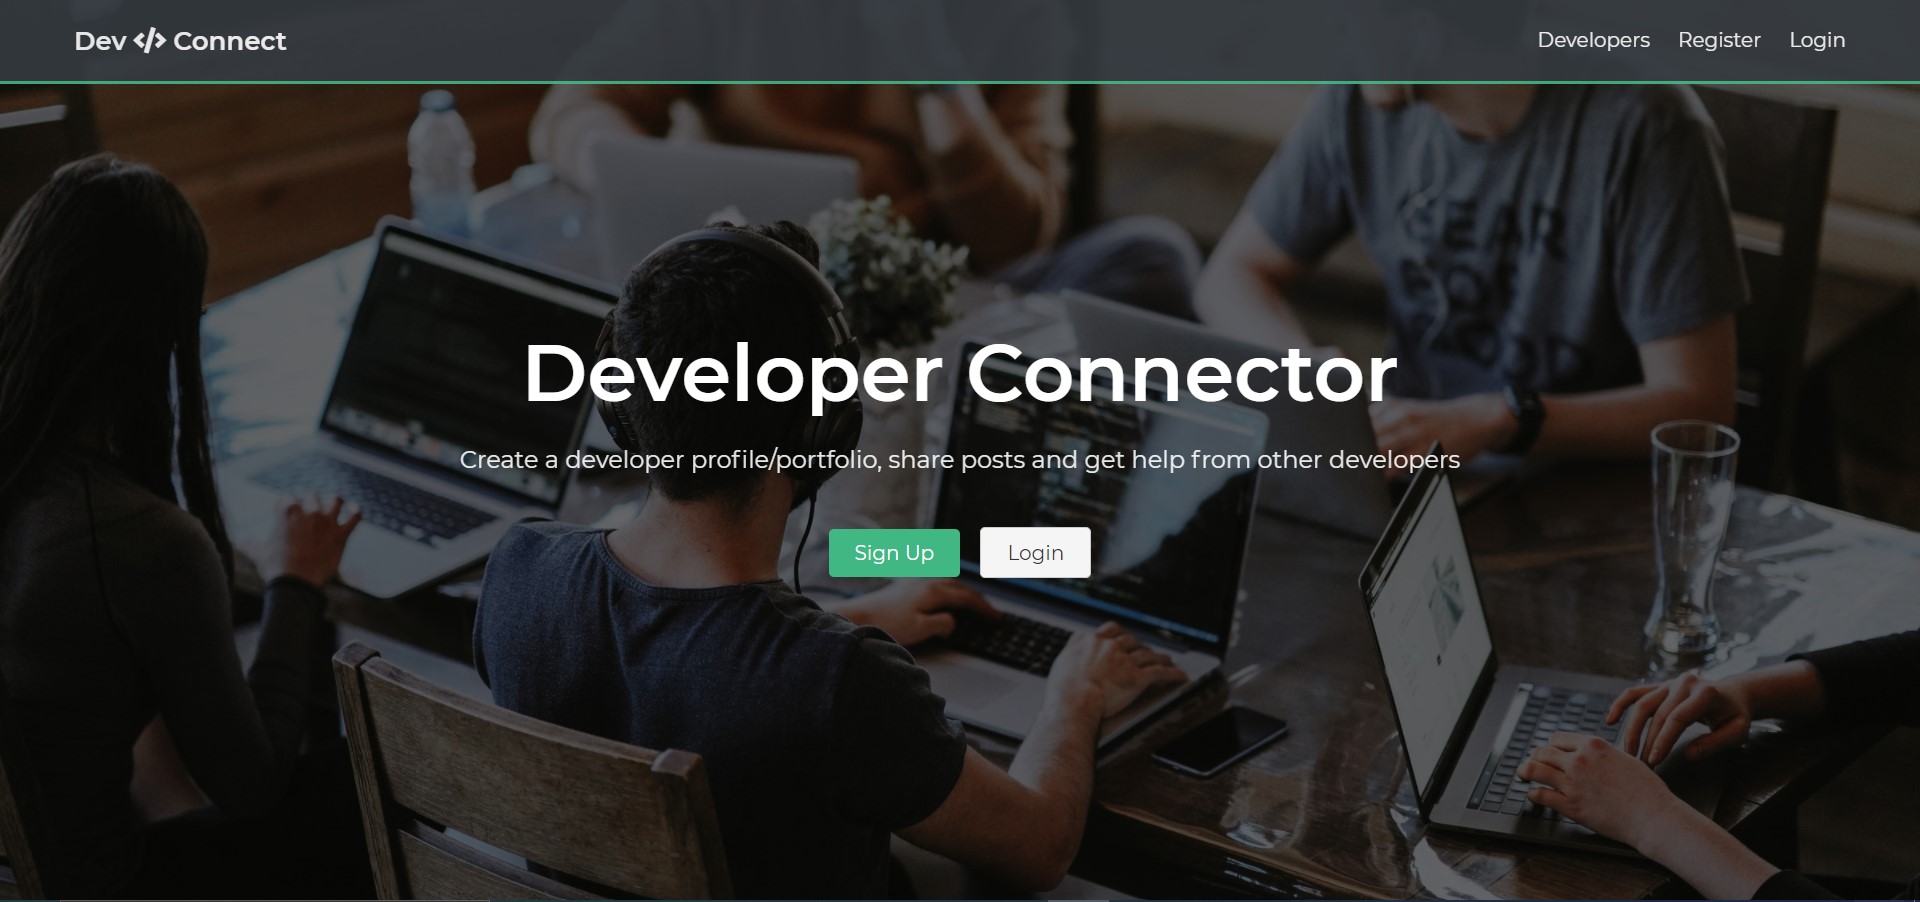 Dev </> Connect
Developers Register Login
Developer Connector
Create a developer profile/portfolio, share posts and get help from other developers
Sign Up Login